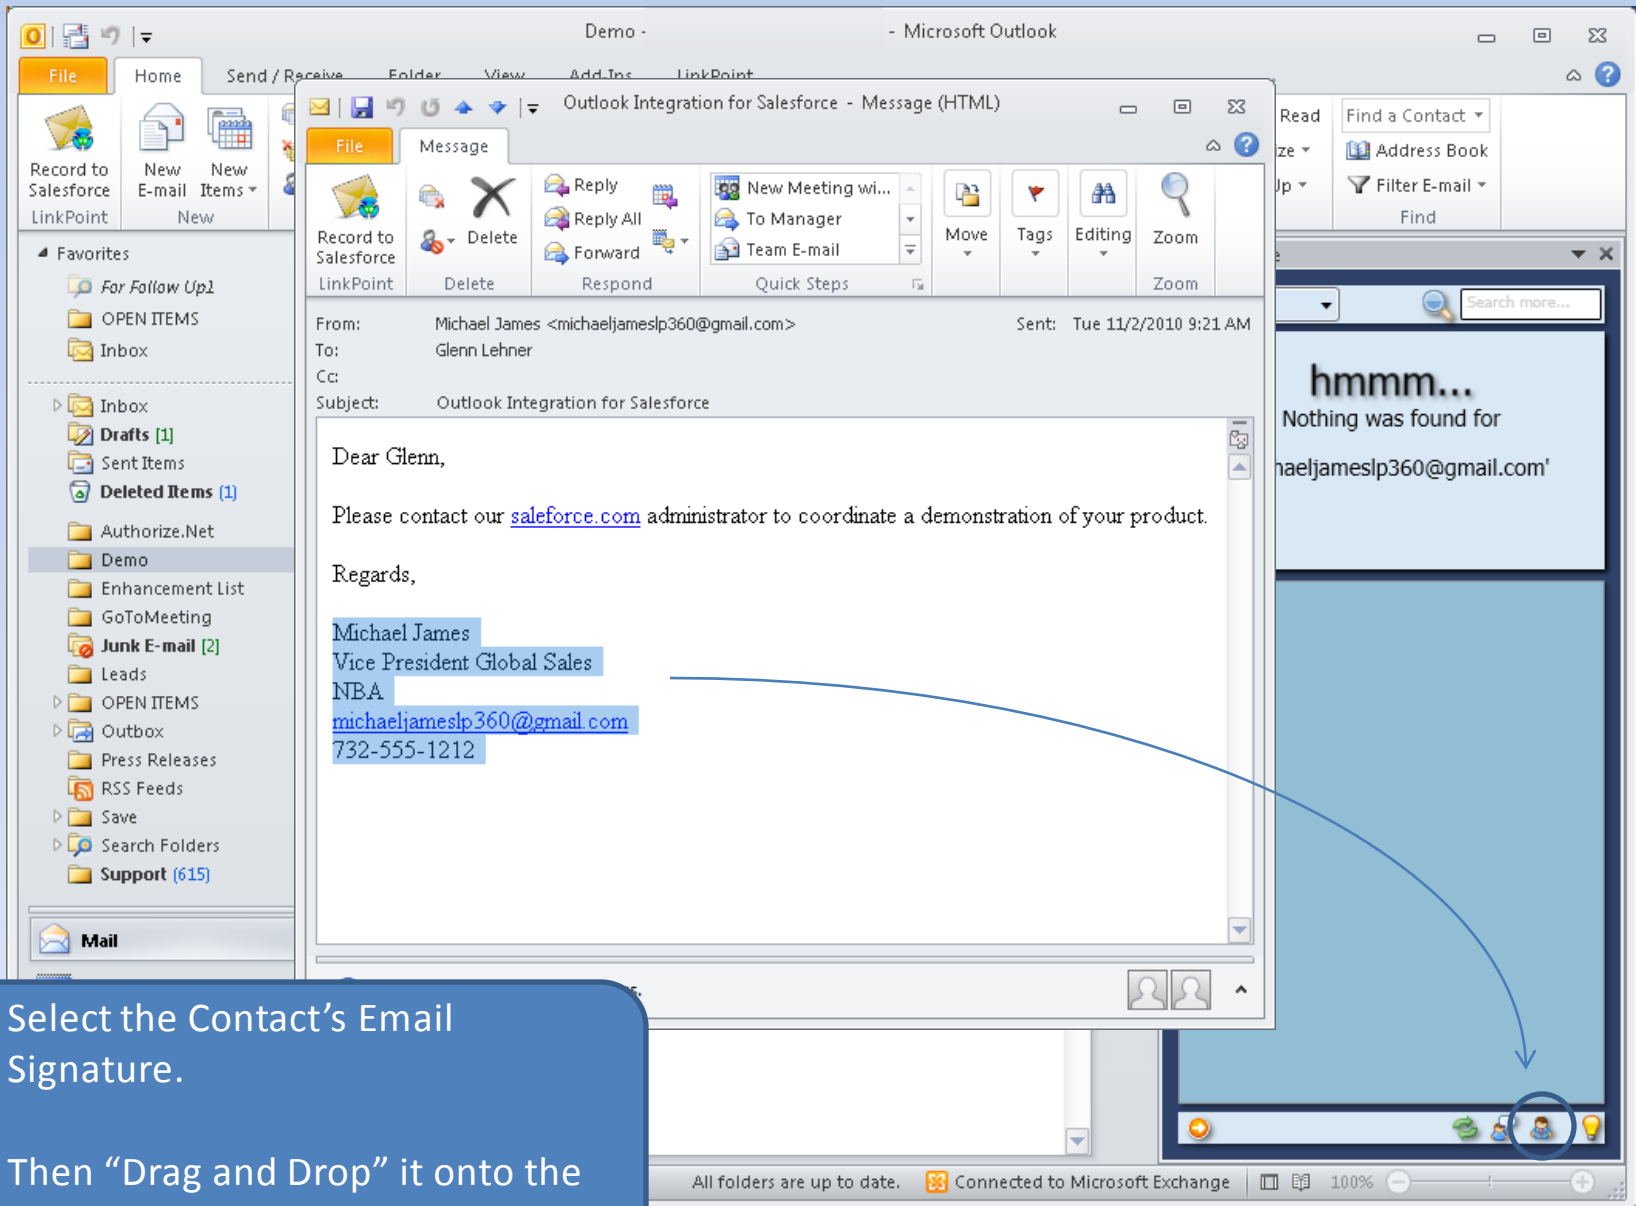 Demo - - Microsoft Outlook
File Home Send / Receive Folder View Add-Ins LinkPoint
Record to Salesforce
New E-mail
New Items
LinkPoint
New
Read
Find a Contact
Address Book
Filter E-mail
Find
Favorites
For Follow Up1
OPEN ITEMS
Inbox
Inbox
Drafts [1]
Sent Items
Deleted Items (1)
Authorize.Net
Demo
Enhancement List
GoToMeeting
Junk E-mail [2]
Leads
OPEN ITEMS
Outbox
Press Releases
RSS Feeds
Save
Search Folders
Support (615)
Mail
Outlook Integration for Salesforce - Message (HTML)
File Message
Record to Salesforce
LinkPoint
Delete
Delete
Reply
Reply All
Forward
Respond
New Meeting wi...
To Manager
Team E-mail
Quick Steps
Move
Tags
Editing
Zoom
Zoom
From: Michael James <michaeljameslp360@gmail.com> Sent: Tue 11/2/2010 9:21 AM
To: Glenn Lehner
Cc:
Subject: Outlook Integration for Salesforce
Dear Glenn,
Please contact our saleforce.com administrator to coordinate a demonstration of your product.
Regards,
Michael James
Vice President Global Sales
NBA
michaeljameslp360@gmail.com
732-555-1212
Search more...
hmmm...
Nothing was found for
haeljameslp360@gmail.com'
Select the Contact’s Email
Signature.
Then “Drag and Drop” it onto the
All folders are up to date. Connected to Microsoft Exchange 100%